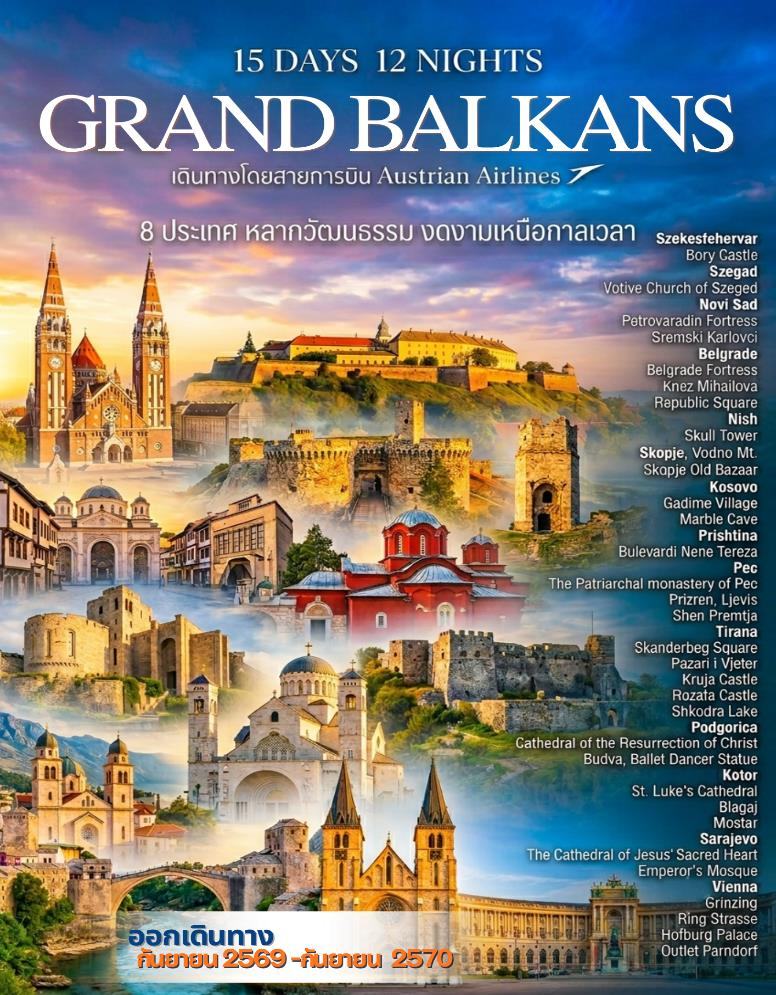 15 DAYS 12 NIGHTS
GRAND BALKANS
เดินทางโดยสายการบิน Austrian Airlines
8 ประเทศ หลากวัฒนธรรม งดงามเหนือกาลเวลา
Szekesfehervar
Bory Castle
Szegad
Votive Church of Szeged
Novi Sad
Petrovaradin Fortress
Sremski Karlovci
Belgrade
Belgrade Fortress
Knez Mihailova
Republic Square
Nish
Skull Tower
Skopje, Vodno Mt.
Skopje Old Bazaar
Kosovo
Gadime Village
Marble Cave
Prishtina
Bulevardi Nene Tereza
Pec
The Patriarchal monastery of Pec
Prizren, Ljevis
Shen Premtja
Tirana
Skanderbeg Square
Pazari i Vjeter
Kruja Castle
Rozafa Castle
Shkodra Lake
Podgorica
Cathedral of the Resurrection of Christ
Budva, Ballet Dancer Statue
Kotor
St. Luke's Cathedral
Blagaj
Mostar
Sarajevo
The Cathedral of Jesus' Sacred Heart
Emperor's Mosque
Vienna
Grinzing
Ring Strasse
Hofburg Palace
Outlet Parndorf
ออกเดินทาง
กันยายน 2569 -กันยายน 2570